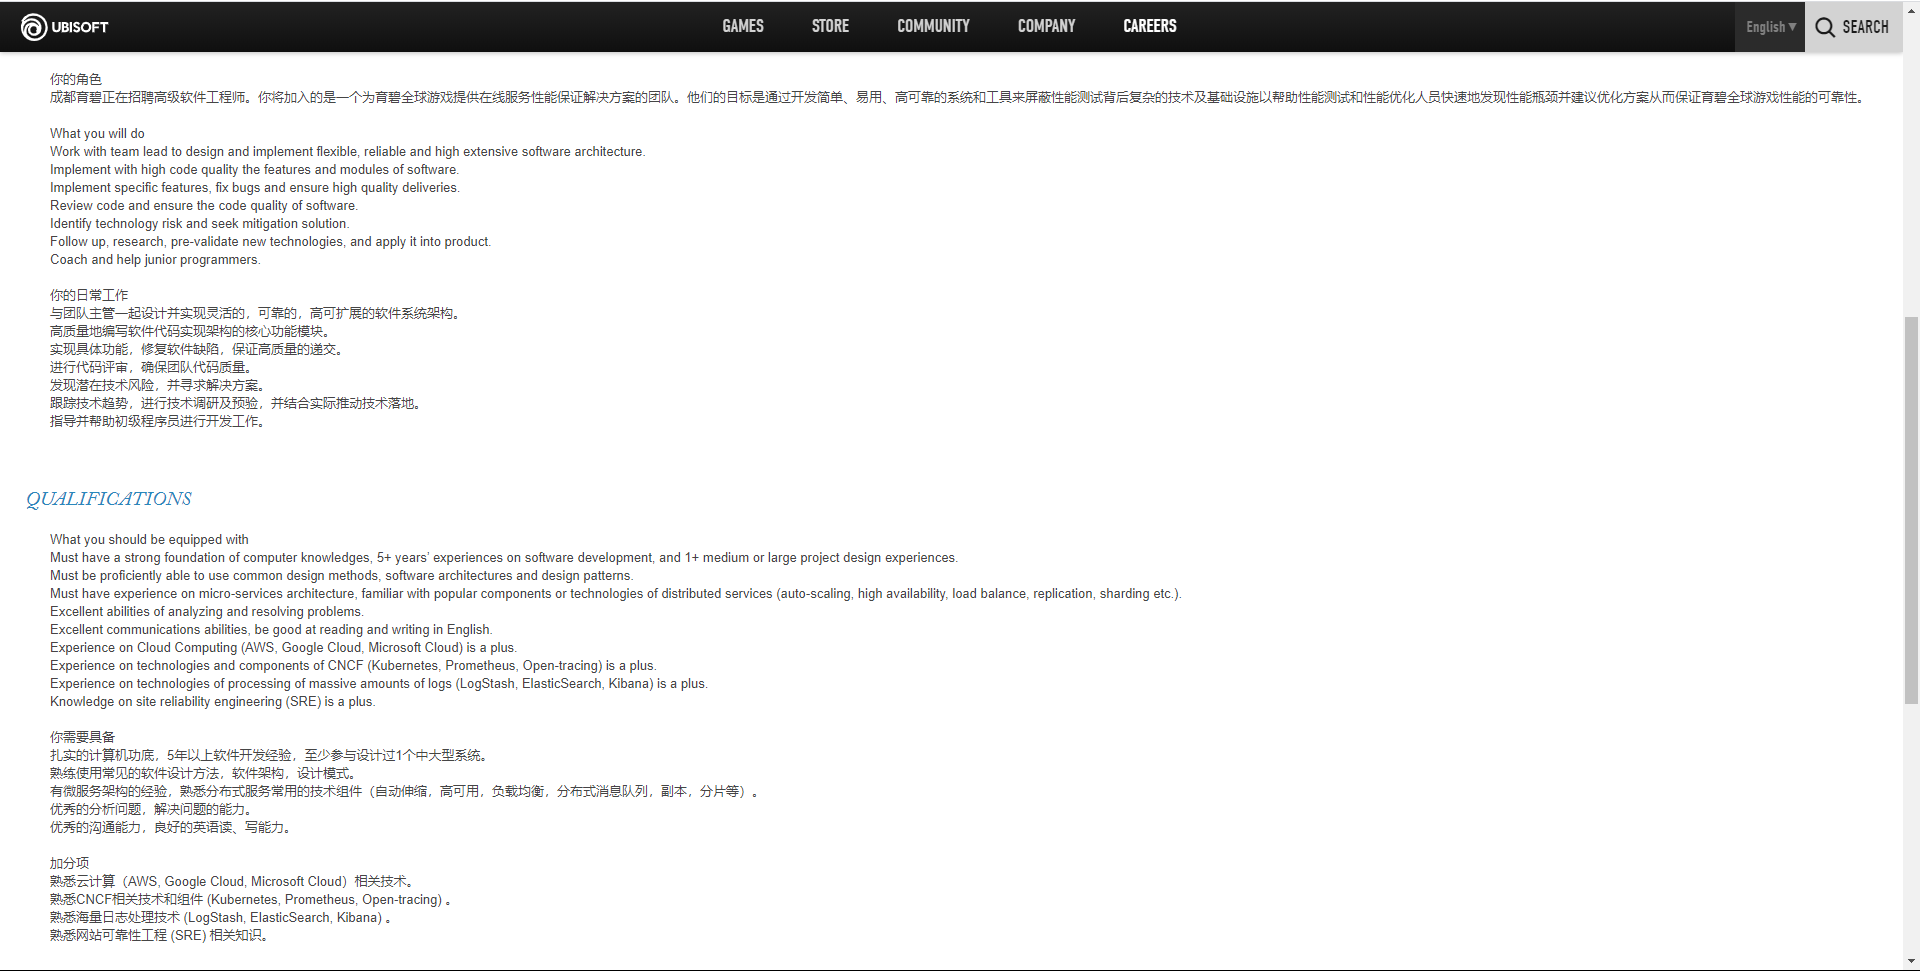 UBISOFT
GAMES STORE COMMUNITY COMPANY CAREERS English ▼ SEARCH
你的角色
成都育碧正在招聘高级软件工程师。你将加入的是一个为育碧全球游戏提供在线服务性能保证解决方案的团队。他们的目标是通过开发简单、易用、高可靠的系统和工具来屏蔽性能测试背后复杂的技术及基础设施以帮助性能测试和性能优化人员快速地发现性能瓶颈并建议优化方案从而保证育碧全球游戏性能的可靠性。
What you will do
Work with team lead to design and implement flexible, reliable and high extensive software architecture.
Implement with high code quality the features and modules of software.
Implement specific features, fix bugs and ensure high quality deliveries.
Review code and ensure the code quality of software.
Identify technology risk and seek mitigation solution.
Follow up, research, pre-validate new technologies, and apply it into product.
Coach and help junior programmers.
你的日常工作
与团队主管一起设计并实现灵活的，可靠的，高可扩展的软件系统架构。
高质量地编写软件代码实现架构的核心功能模块。
实现具体功能，修复软件缺陷，保证高质量的递交。
进行代码评审，确保团队代码质量。
发现潜在技术风险，并寻求解决方案。
跟踪技术趋势，进行技术调研及预验，并结合实际推动技术落地。
指导并帮助初级程序员进行开发工作。
QUALIFICATIONS
What you should be equipped with
Must have a strong foundation of computer knowledges, 5+ years’ experiences on software development, and 1+ medium or large project design experiences.
Must be proficiently able to use common design methods, software architectures and design patterns.
Must have experience on micro-services architecture, familiar with popular components or technologies of distributed services (auto-scaling, high availability, load balance, replication, sharding etc.).
Excellent abilities of analyzing and resolving problems.
Excellent communications abilities, be good at reading and writing in English.
Experience on Cloud Computing (AWS, Google Cloud, Microsoft Cloud) is a plus.
Experience on technologies and components of CNCF (Kubernetes, Prometheus, Open-tracing) is a plus.
Experience on technologies of processing of massive amounts of logs (LogStash, ElasticSearch, Kibana) is a plus.
Knowledge on site reliability engineering (SRE) is a plus.
你需要具备
扎实的计算机功底，5年以上软件开发经验，至少参与设计过1个中大型系统。
熟练使用常见的软件设计方法，软件架构，设计模式。
有微服务架构的经验，熟悉分布式服务常用的技术组件（自动伸缩，高可用，负载均衡，分布式消息队列，副本，分片等）。
优秀的分析问题，解决问题的能力。
优秀的沟通能力，良好的英语读、写能力。
加分项
熟悉云计算（AWS, Google Cloud, Microsoft Cloud）相关技术。
熟悉CNCF相关技术和组件 (Kubernetes, Prometheus, Open-tracing) 。
熟悉海量日志处理技术 (LogStash, ElasticSearch, Kibana) 。
熟悉网站可靠性工程 (SRE) 相关知识。